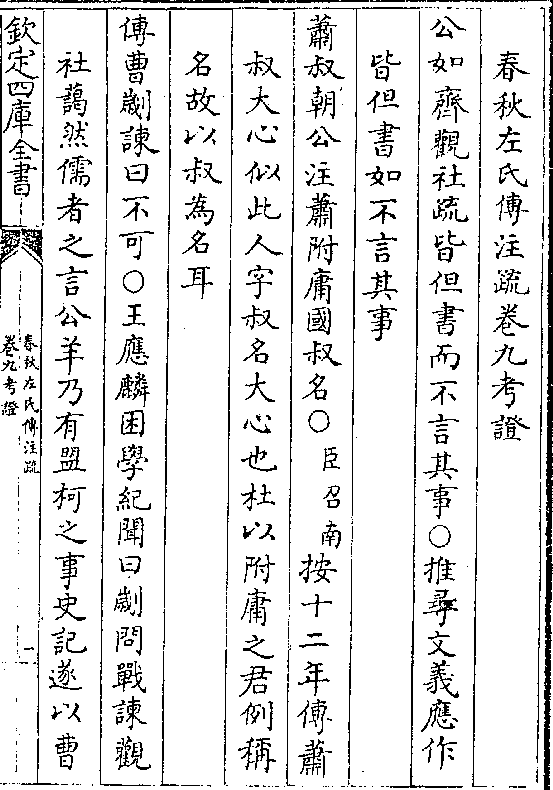 春秋左氏傳注疏卷九考證
公如齊觀社疏皆但書而不言其事○推尋文義應作
皆但書如不言其事
蕭叔朝公注蕭附庸國叔名○臣召南按十二年傳蕭
叔大心似此人字叔名大心也杜以附庸之君例稱
名故以叔為名耳
傳曹劌諫曰不可○王應麟困學紀聞曰劌問戰諫觀
社藹然儒者之言公羊乃有盟柯之事史記遂以曹
欽定四庫全書
春秋左氏傳注疏
卷九考證
一